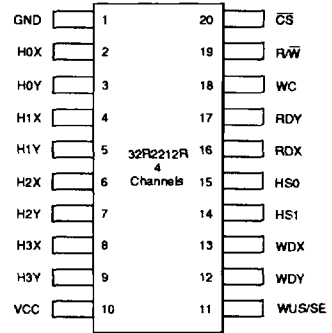 GND 1 20 C̅S̅
H0X 2 19 R/W̅
H0Y 3 18 WC
H1X 4 17 RDY
H1Y 5 16 RDX
32R2212R
4
Channels
H2X 6 15 HS0
H2Y 7 14 HS1
H3X 8 13 WDX
H3Y 9 12 WDY
VCC 10 11 WUS/SE